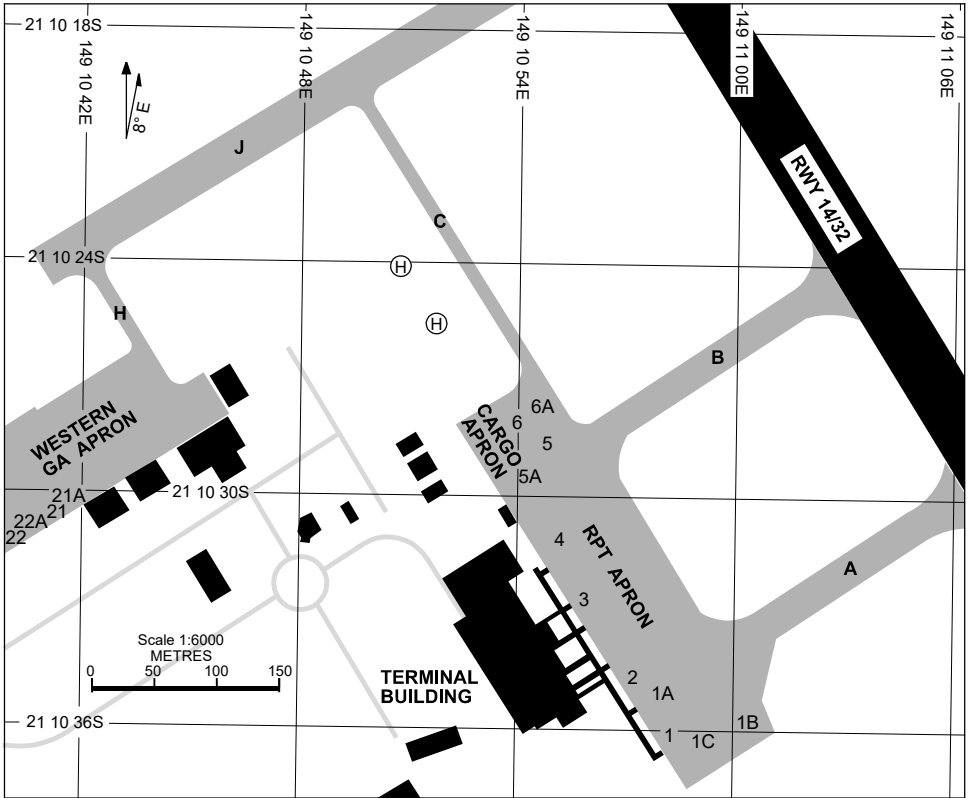 21 10 18S
149 10 42E
149 10 48E
149 10 54E
149 11 00E
149 11 06E
8° E
J
C
RWY 14/32
21 10 24S
H
H
H
B
WESTERN
GA APRON
CARGO
APRON
6A
6
5
5A
21A
21
22A
22
21 10 30S
4
RPT APRON
3
A
Scale 1:6000
METRES
0 50 100 150
TERMINAL
BUILDING
2
1A
21 10 36S
1
1C
1B